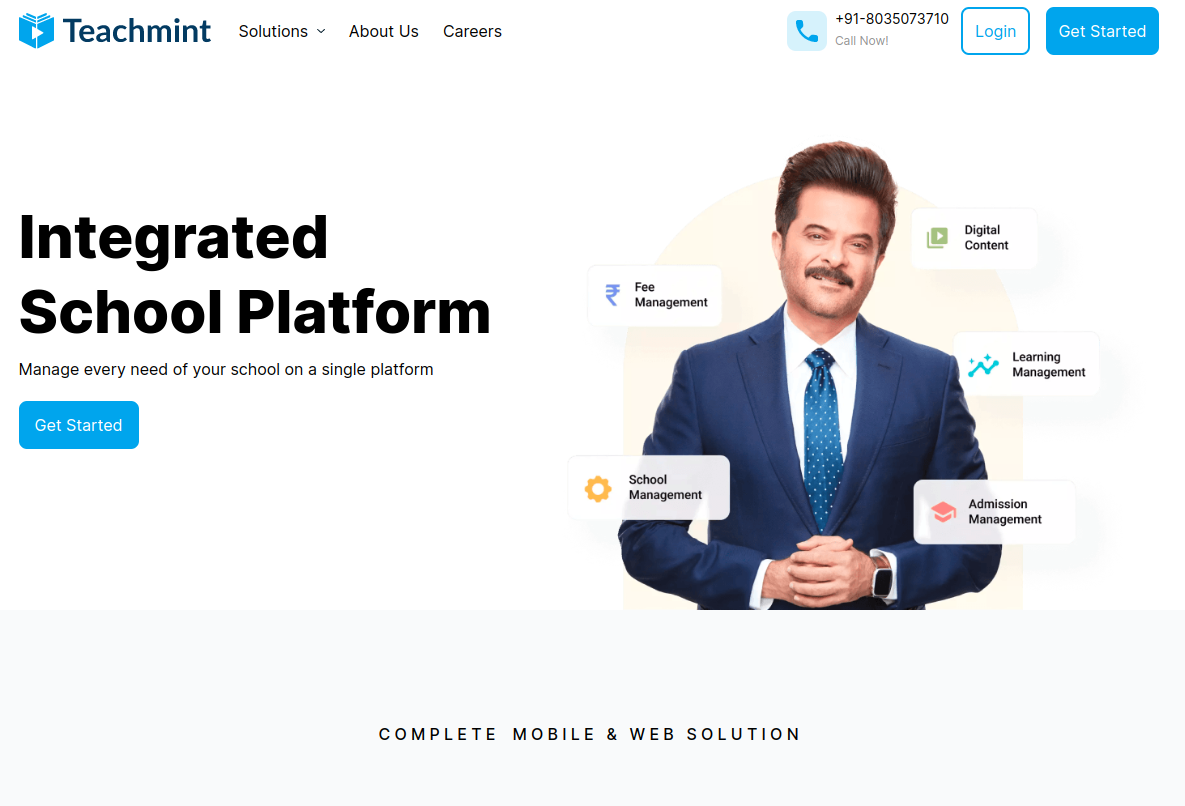 Teachmint
Solutions
About Us
Careers
+91-8035073710
Call Now!
Login
Get Started
Integrated
School Platform
Manage every need of your school on a single platform
Get Started
Digital
Content
₹ Fee
Management
Learning
Management
School
Management
Admission
Management
COMPLETE MOBILE & WEB SOLUTION